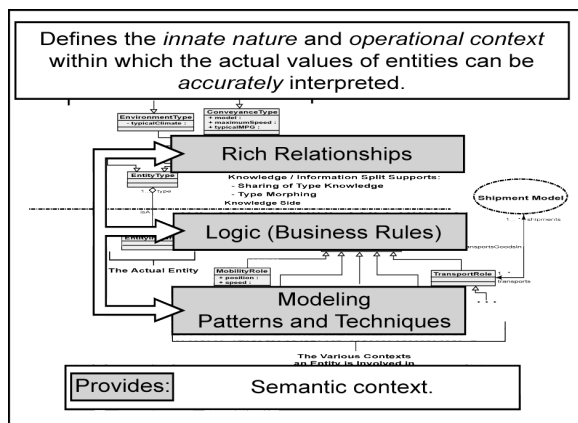 Defines the innate nature and operational context
within which the actual values of entities can be
accurately interpreted.
EnvironmentType
- typicalClimate :
ConveyanceType
+ model :
+ maximumSpeed :
+ typicalMPG :
Rich Relationships
EntityType
1.. Type
Knowledge / Information Split Supports:
- Sharing of Type Knowledge
- Type Morphing
Knowledge Side
Shipment Model
isA
1.. * shipments
Logic (Business Rules)
The Actual Entity
MobilityRole
+ position :
+ speed :
TransportRole
transports
Modeling
Patterns and Techniques
. . .
The Various Contexts
an Entity is Involved in
Provides: Semantic context.